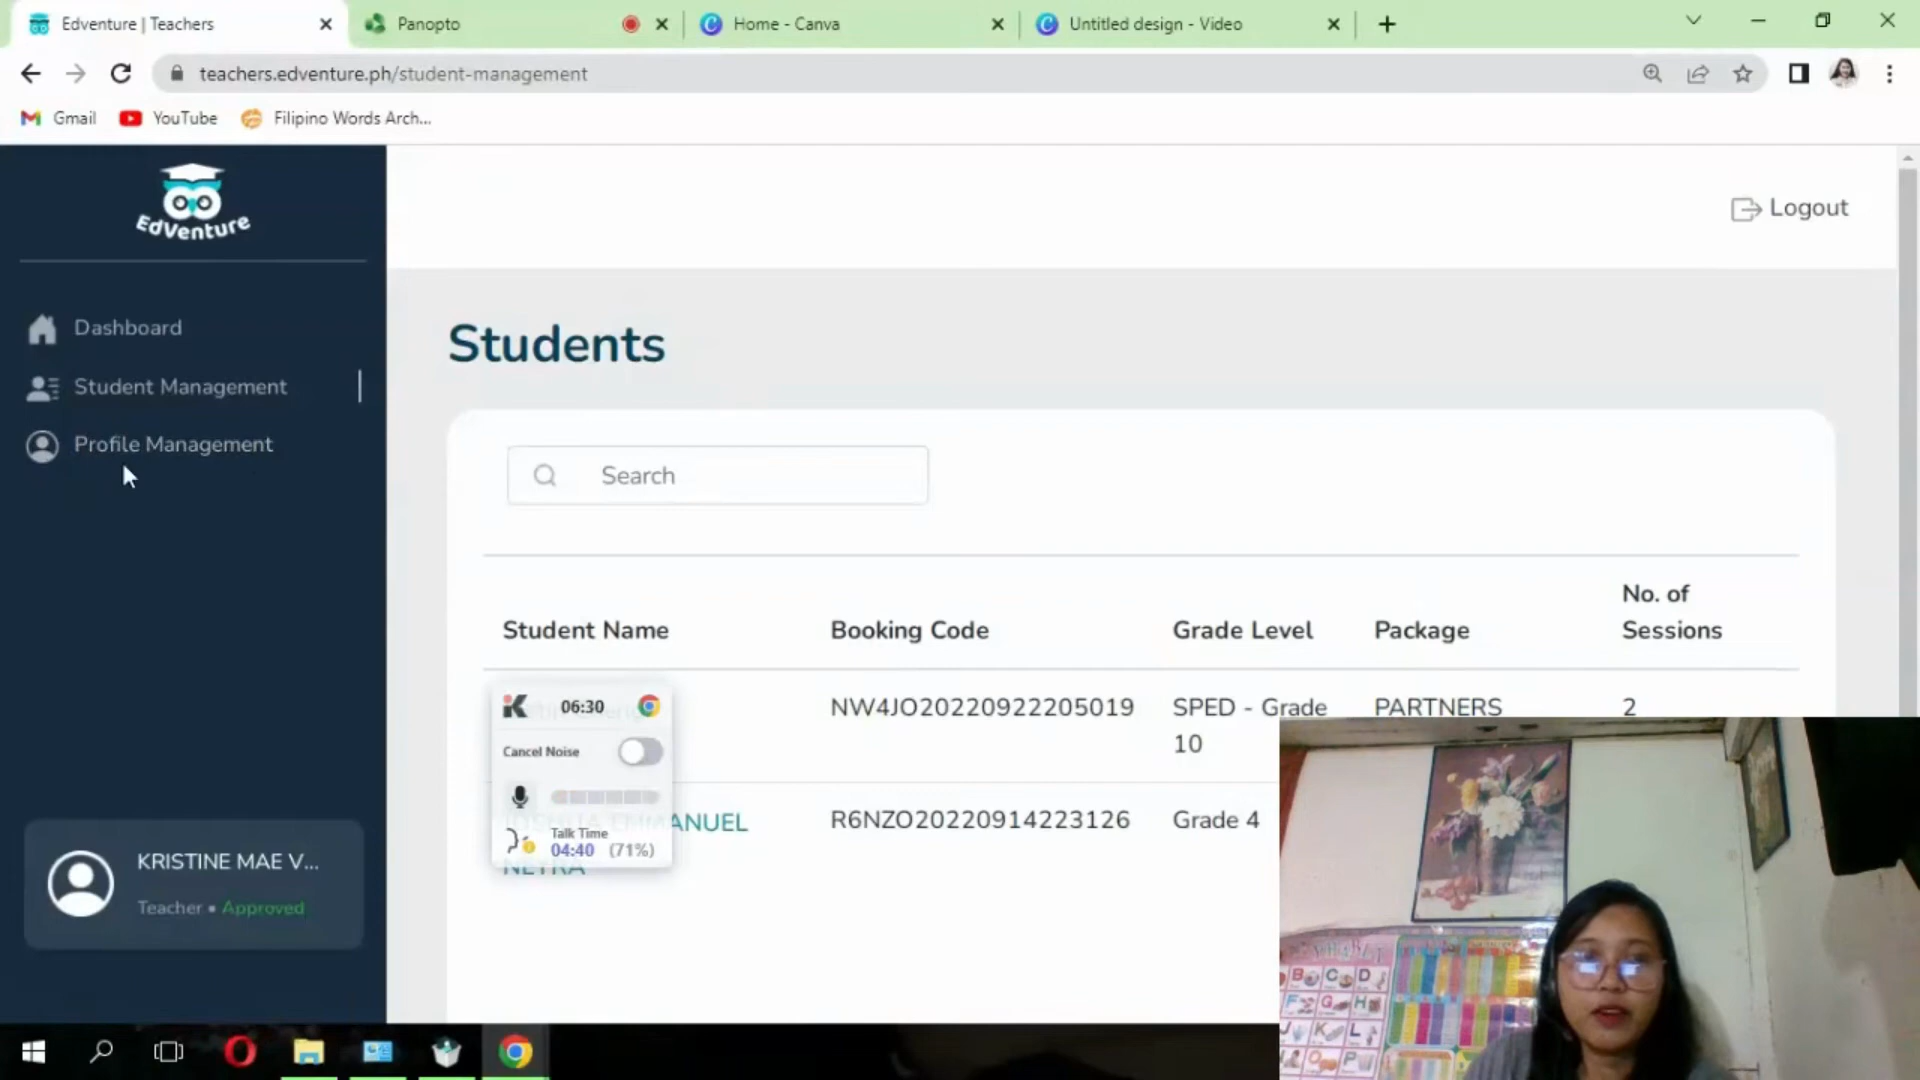 Edventure | Teachers
Panopto
Home - Canva
Untitled design - Video
teachers.edventure.ph/student-management
Gmail
YouTube
Filipino Words Arch...
EdVenture
Logout
Dashboard
Student Management
Profile Management
Students
Search
Student Name
Booking Code
Grade Level
Package
No. of
Sessions
NW4JO20220922205019
SPED - Grade
10
PARTNERS
2
06:30
Cancel Noise
Talk Time
04:40 (71%)
JOSHUA EMMANUEL
NETRA
R6NZO20220914223126
Grade 4
KRISTINE MAE V...
Teacher • Approved
B C D
F G H
J K L